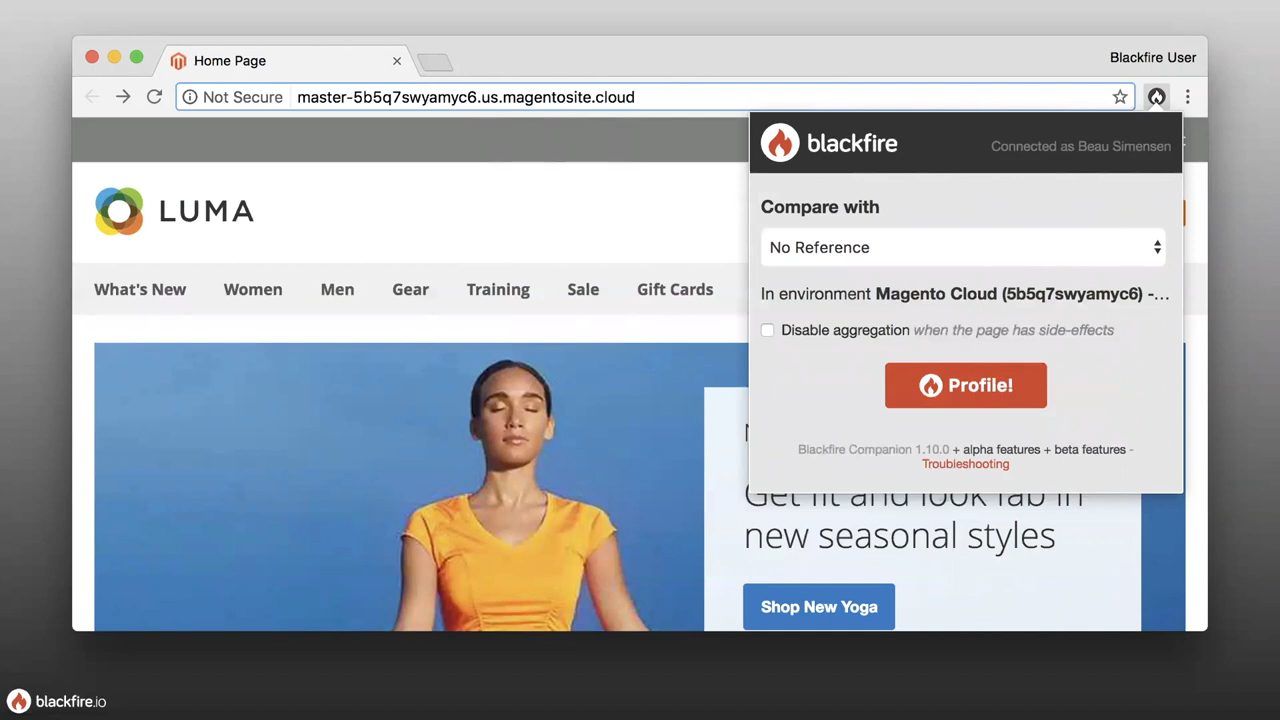 Home Page
Blackfire User
Not Secure
master-5b5q7swyamyc6.us.magentosite.cloud
blackfire
Connected as Beau Simensen
LUMA
Compare with
No Reference
What's New Women Men Gear Training Sale Gift Cards
In environment Magento Cloud (5b5q7swyamyc6) -...
Disable aggregation when the page has side-effects
Profile!
Blackfire Companion 1.10.0 + alpha features + beta features -
Troubleshooting
Get fit and look fab in
new seasonal styles
Shop New Yoga
blackfire.io